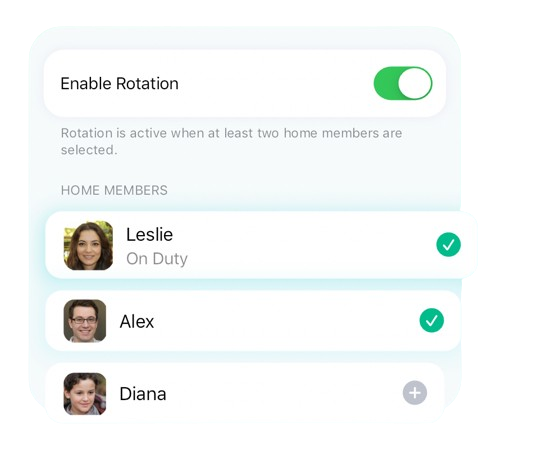 Enable Rotation
Rotation is active when at least two home members are
selected.
HOME MEMBERS
Leslie
On Duty
Alex
Diana